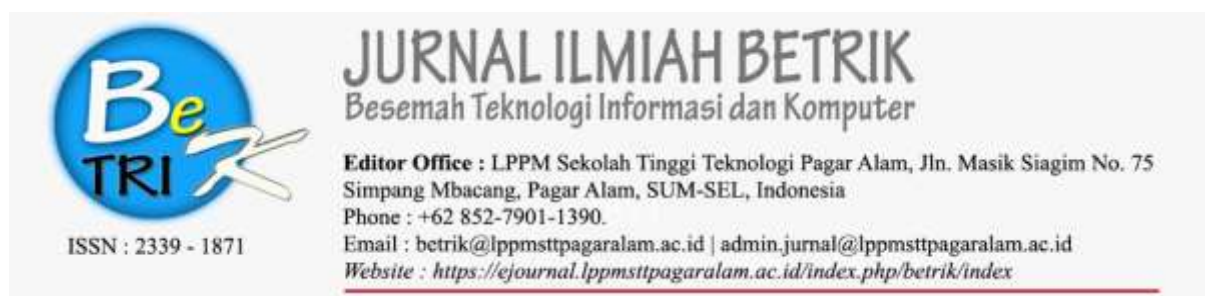 Be
TRI K
ISSN : 2339 - 1871
JURNAL ILMIAH BETRIK
Besemah Teknologi Informasi dan Komputer
Editor Office : LPPM Sekolah Tinggi Teknologi Pagar Alam, Jln. Masik Siagim No. 75
Simpang Mbacang, Pagar Alam, SUM-SEL, Indonesia
Phone : +62 852-7901-1390.
Email : betrik@lppmsttpagaralam.ac.id | admin.jurnal@lppmsttpagaralam.ac.id
Website : https://ejournal.lppmsttpagaralam.ac.id/index.php/betrik/index